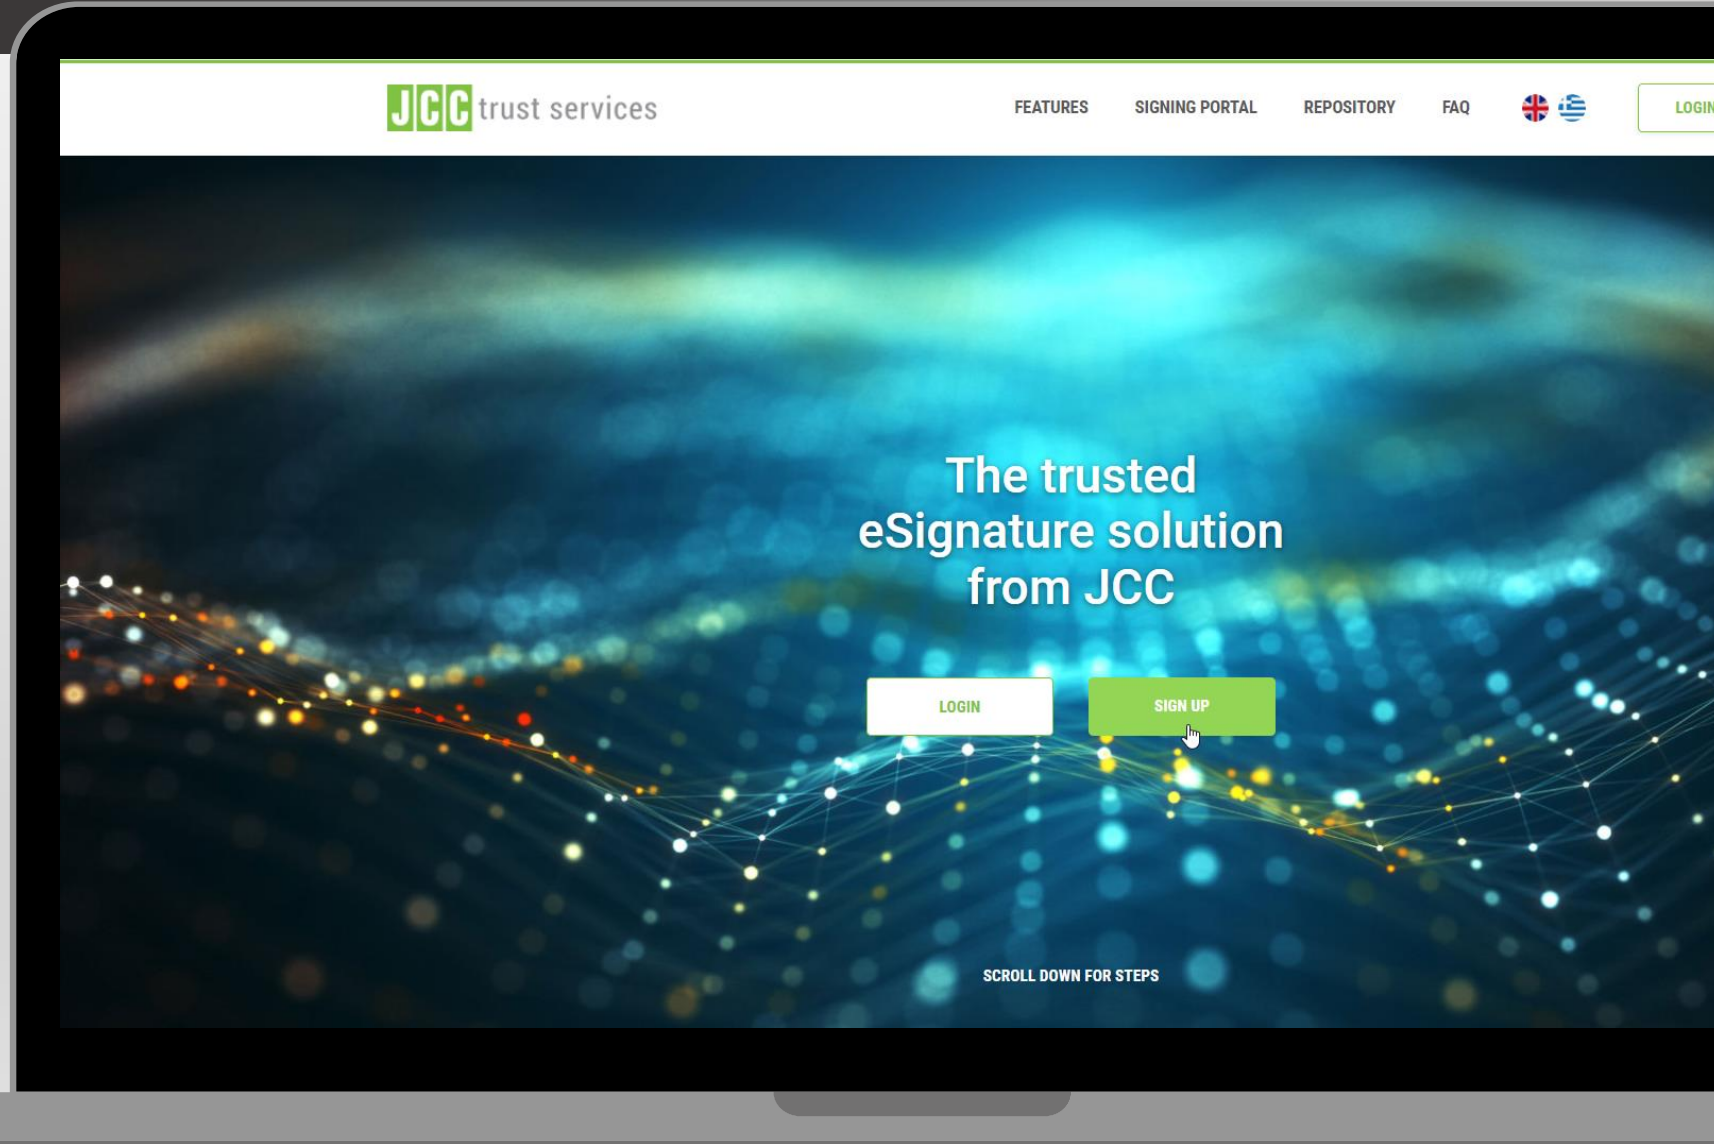 JCC trust services
FEATURES SIGNING PORTAL REPOSITORY FAQ LOGIN
The trusted
eSignature solution
from JCC
LOGIN SIGN UP
SCROLL DOWN FOR STEPS